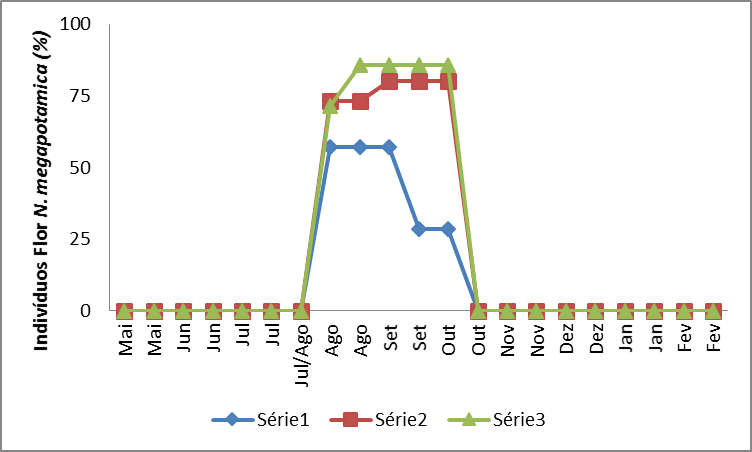 Indivíduos Flor N. megapotamica (%)
100
75
50
25
0
Mai
Mai
Jun
Jun
Jul
Jul
Jul/Ago
Ago
Ago
Set
Set
Out
Out
Nov
Nov
Dez
Dez
Jan
Jan
Fev
Fev
Série1
Série2
Série3